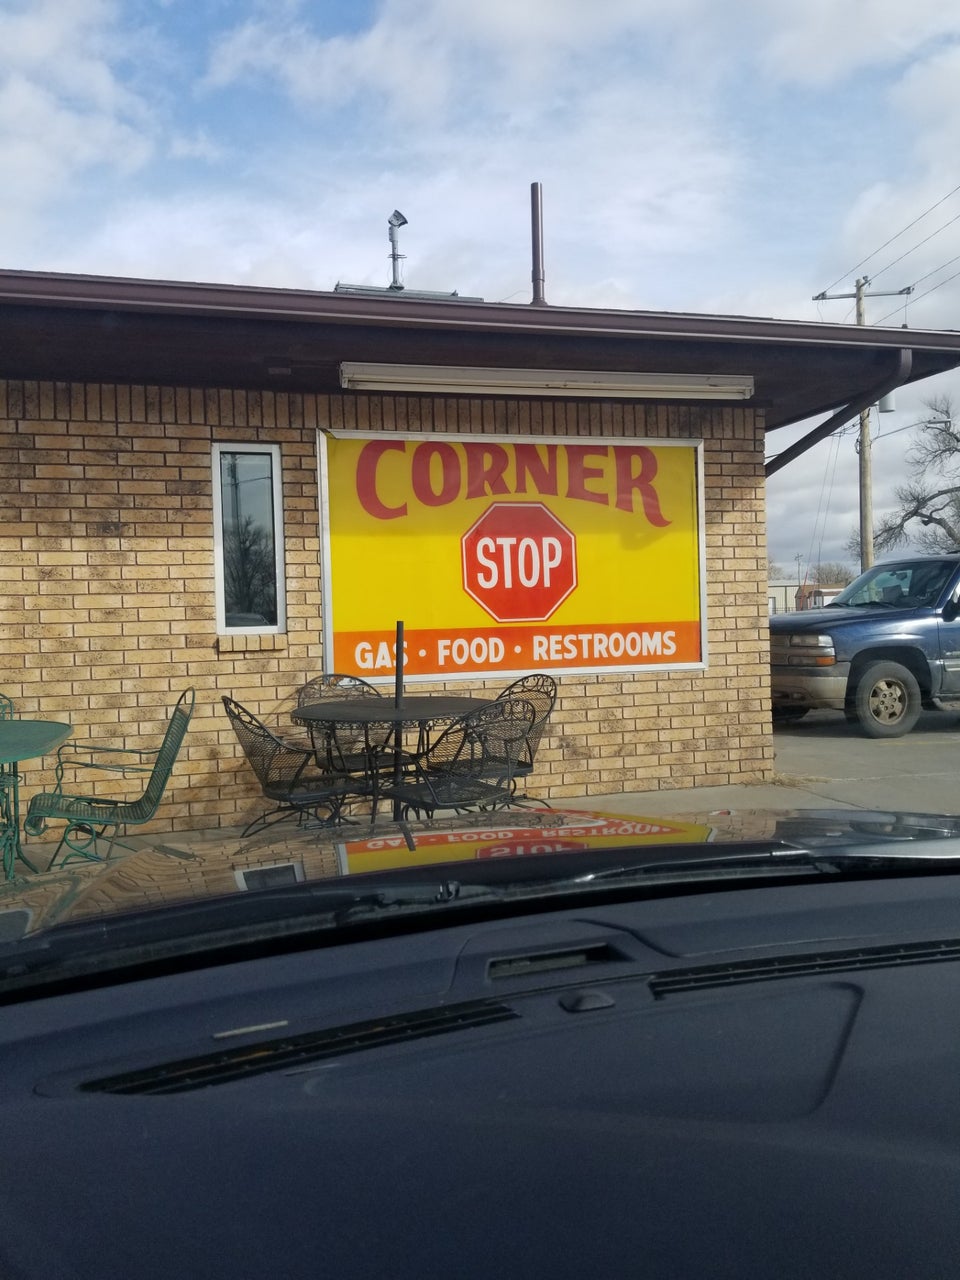 CORNER
STOP
GAS · FOOD · RESTROOMS